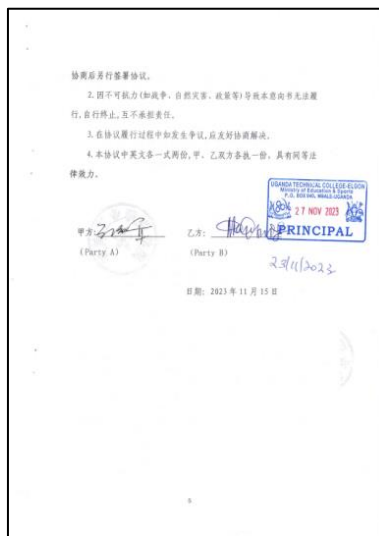 协商后另行签署协议。
2.因不可抗力(如战争、自然灾害、政策等)导致本意向书无法履
行,自行终止,互不承担责任。
3.在协议履行过程中如发生争议,应友好协商解决。
4.本协议中英文各一式两份,甲、乙双方各执一份,具有同等法
律效力。
UGANDA TECHNICAL COLLEGE-ELGON
Ministry of Education & Sports
27 NOV 2023
PRINCIPAL
甲方:
乙方:
(Party A)
(Party B)
23/11/2023
日期: 2023 年 11 月 15 日